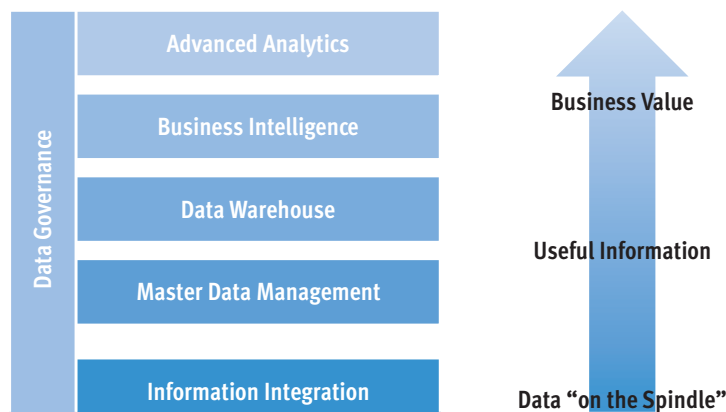 Data Governance
Advanced Analytics
Business Intelligence
Data Warehouse
Master Data Management
Information Integration
Business Value
Useful Information
Data “on the Spindle”